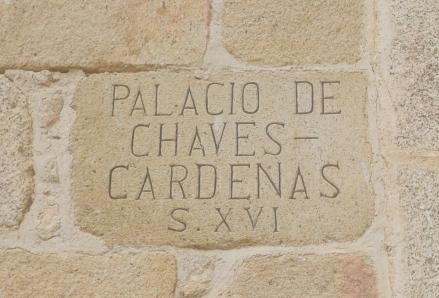 PALACIO DE
CHAVES-
CARDENAS
S. XVI